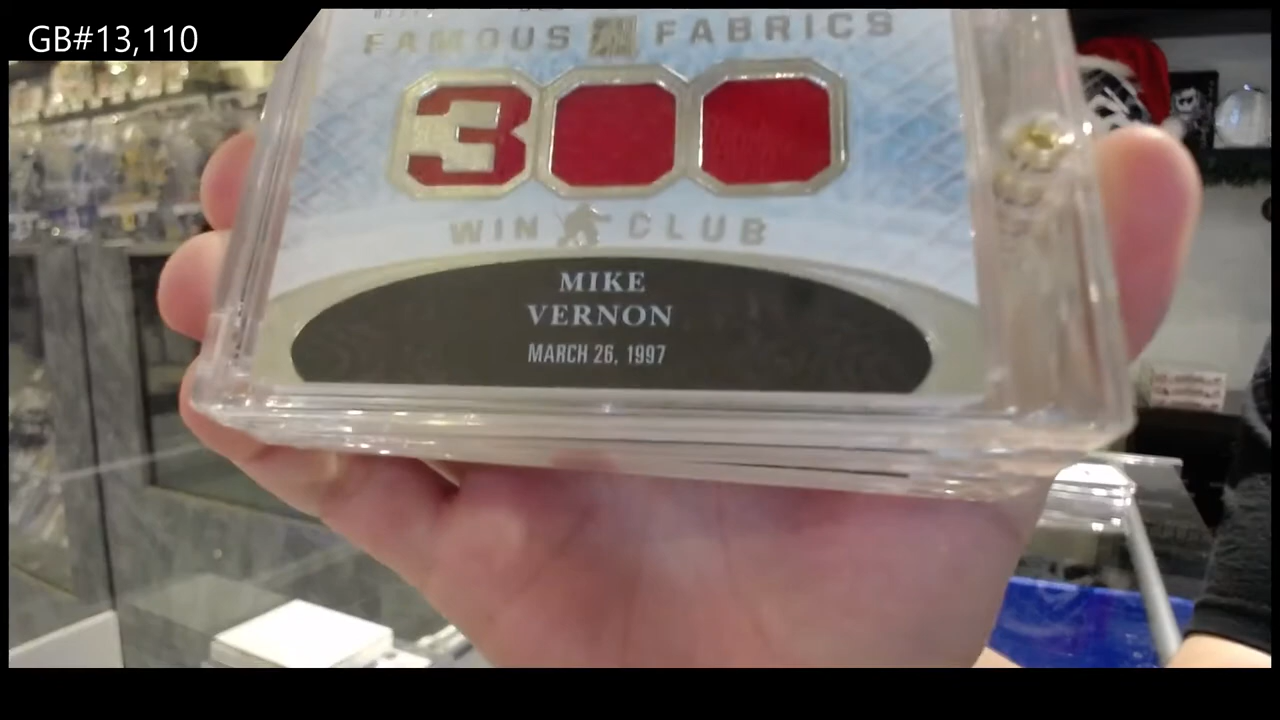 GB#13,110
FAMOUS FABRICS
300
WIN CLUB
MIKE
VERNON
MARCH 26, 1997